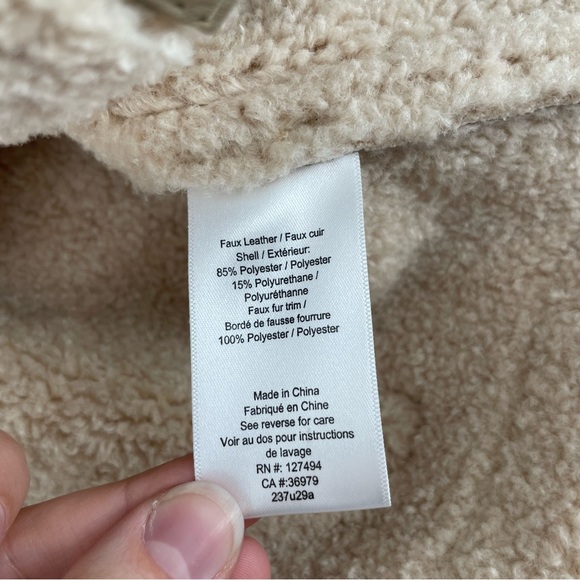 Faux Leather / Faux cuir
Shell / Extérieur:
85% Polyester / Polyester
15% Polyurethane /
Polyuréthanne
Faux fur trim /
Bordé de fausse fourrure
100% Polyester / Polyester
Made in China
Fabriqué en Chine
See reverse for care
Voir au dos pour instructions
de lavage
RN #: 127494
CA #:36979
237u29a